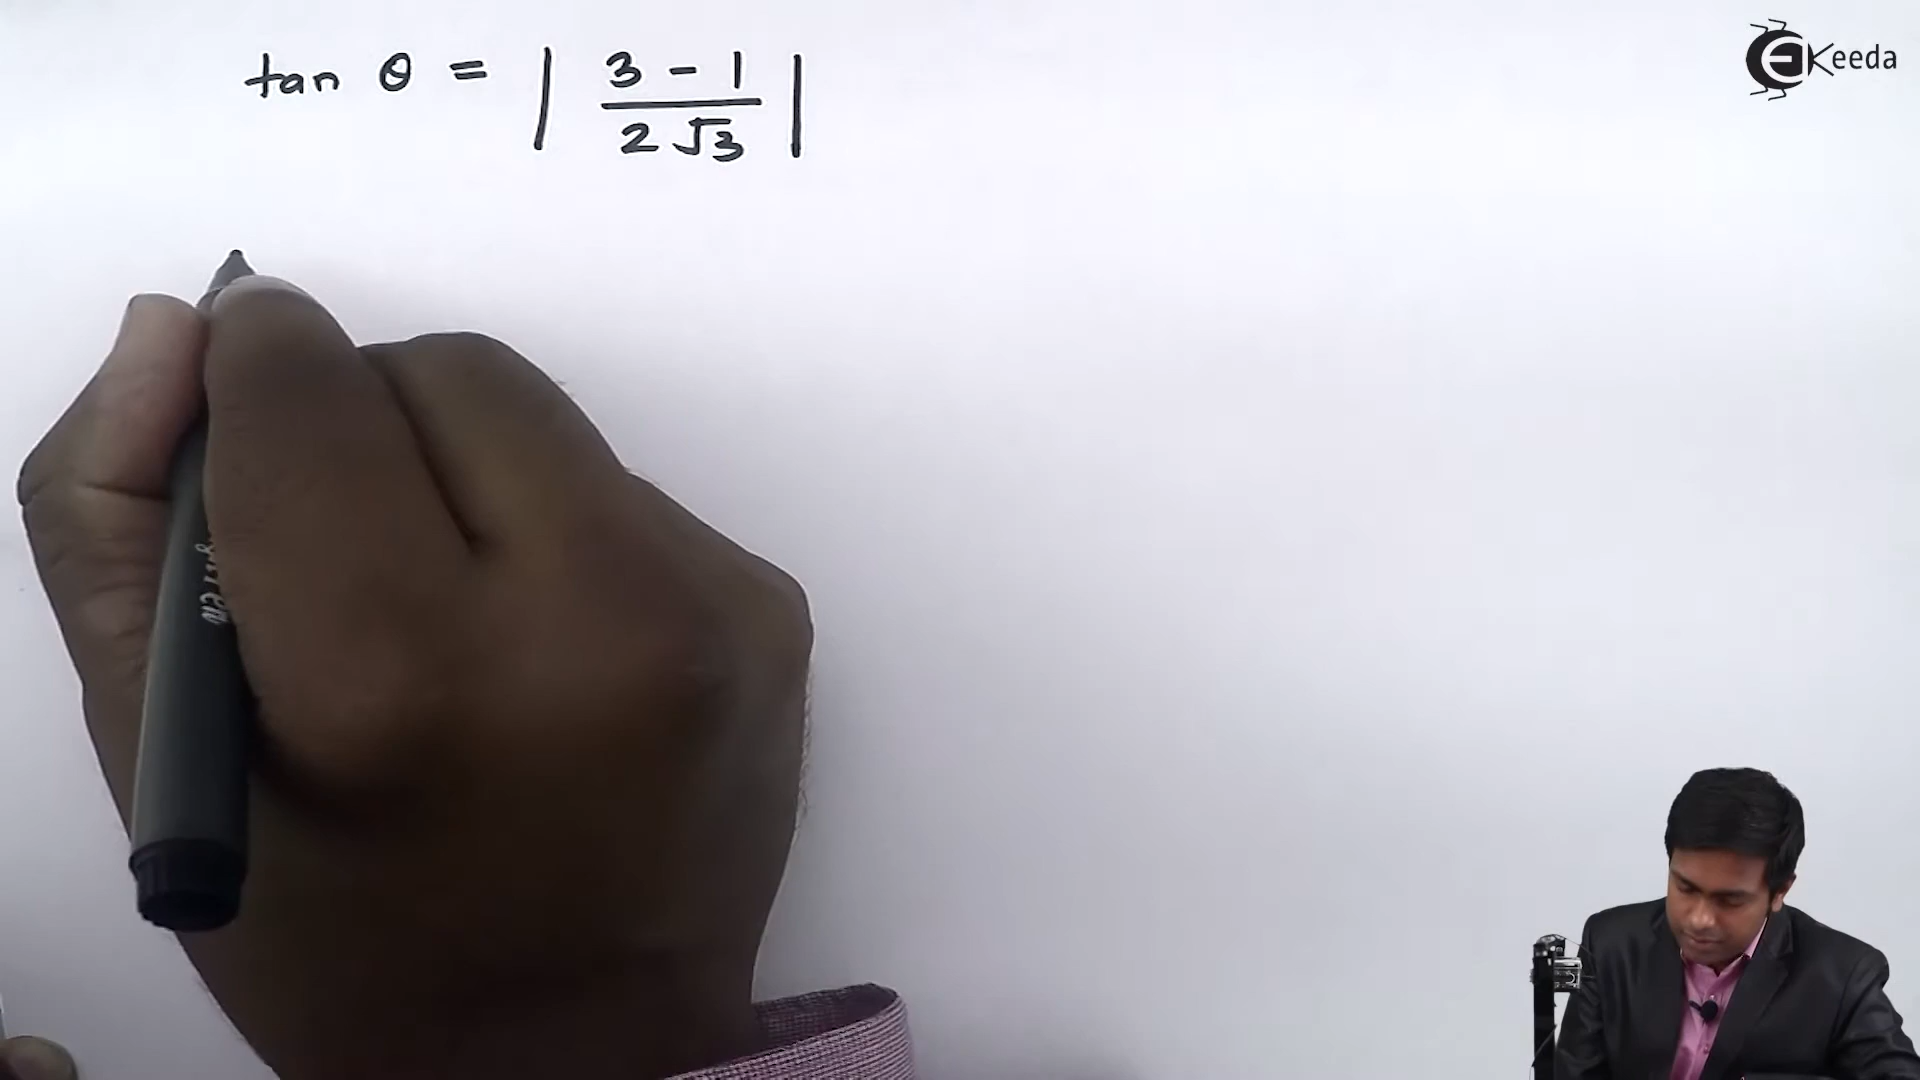 tan θ = | 3 - 1 / 2√3 |
EKeeda